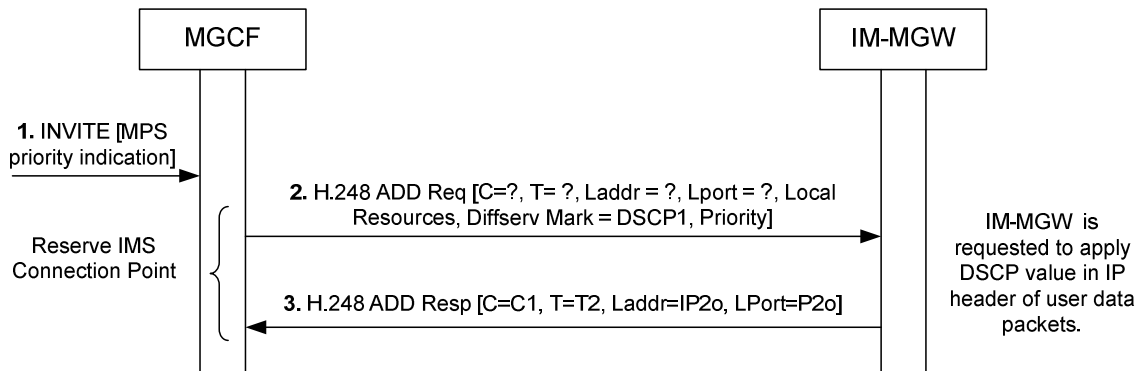 MGCF
IM-MGW
1. INVITE [MPS
priority indication]
2. H.248 ADD Req [C=?, T= ?, Laddr = ?, Lport = ?, Local
Resources, Diffserv Mark = DSCP1, Priority]
Reserve IMS
Connection Point
IM-MGW is
requested to apply
DSCP value in IP
header of user data
packets.
3. H.248 ADD Resp [C=C1, T=T2, Laddr=IP2o, LPort=P2o]